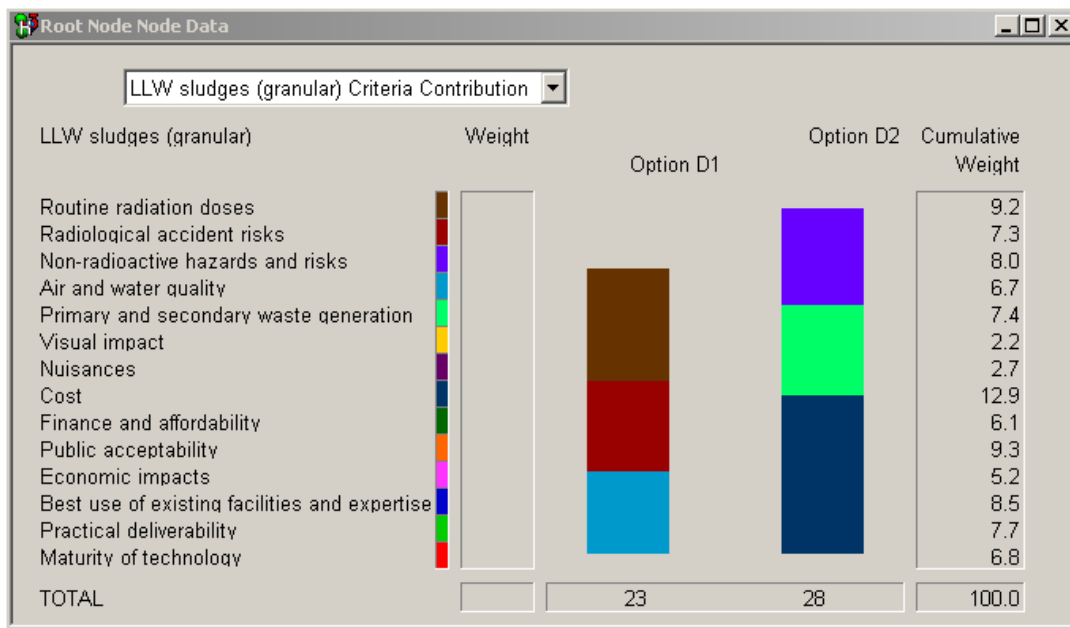 Root Node Node Data
LLW sludges (granular) Criteria Contribution
LLW sludges (granular) Weight Option D2 Cumulative
Option D1 Weight
Routine radiation doses 9.2
Radiological accident risks 7.3
Non-radioactive hazards and risks 8.0
Air and water quality 6.7
Primary and secondary waste generation 7.4
Visual impact 2.2
Nuisances 2.7
Cost 12.9
Finance and affordability 6.1
Public acceptability 9.3
Economic impacts 5.2
Best use of existing facilities and expertise 8.5
Practical deliverability 7.7
Maturity of technology 6.8
TOTAL 23 28 100.0